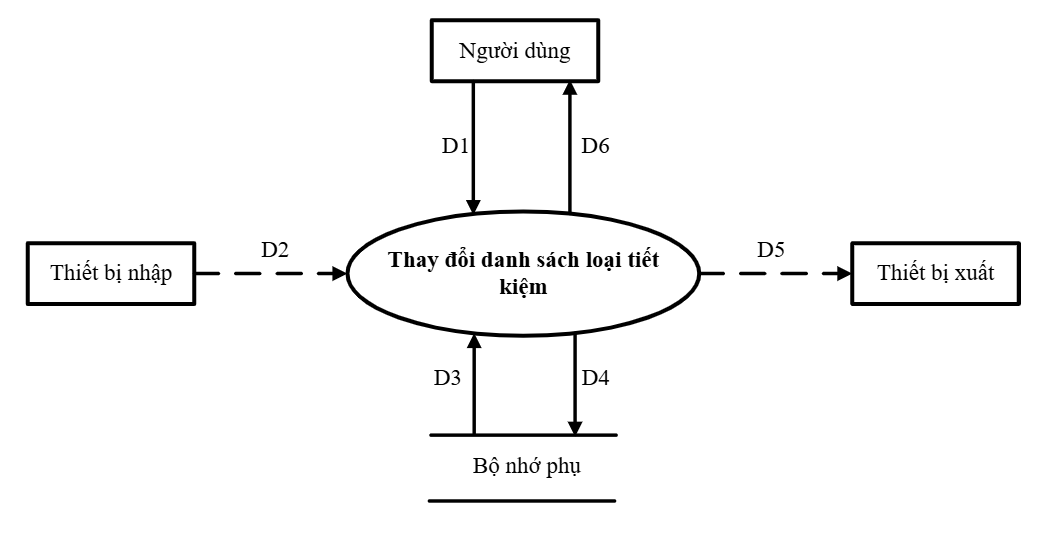 Người dùng
D1
D6
Thiết bị nhập
D2
Thay đổi danh sách loại tiết
kiệm
D5
Thiết bị xuất
D3
D4
Bộ nhớ phụ